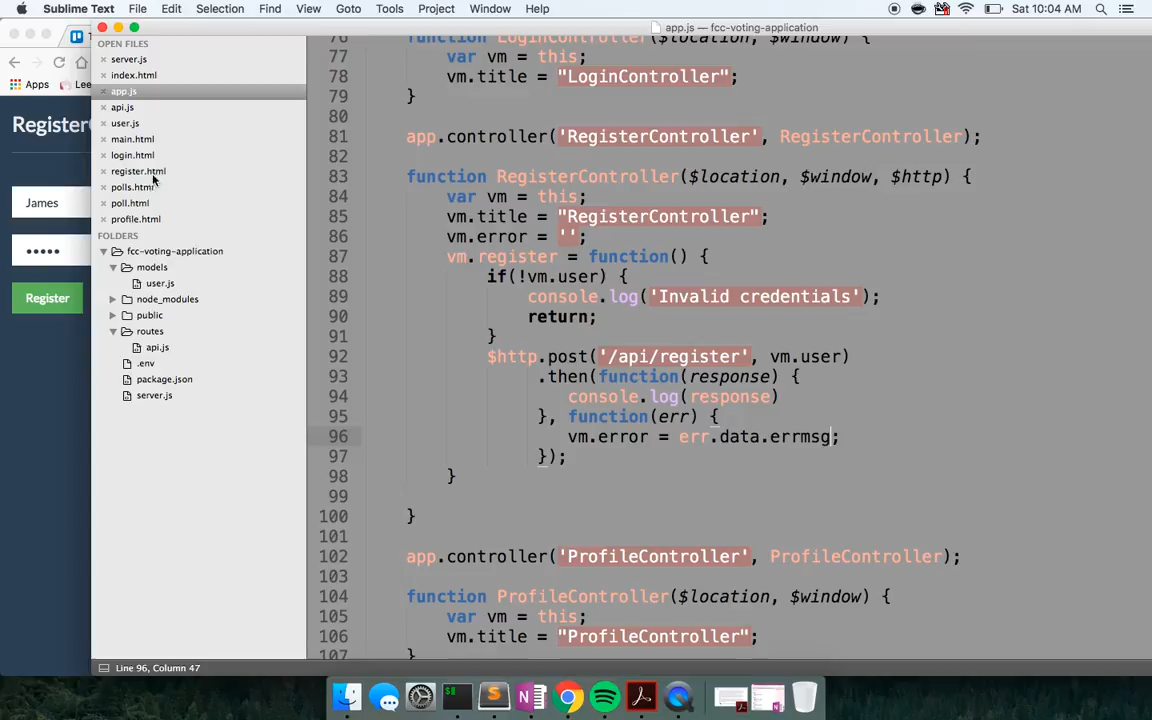 Sublime Text File Edit Selection Find View Goto Tools Project Window Help Sat 10:04 AM
app.js — fcc-voting-application
Apps Lee
Register
James
•••••
Register
OPEN FILES
server.js
index.html
app.js
api.js
user.js
main.html
login.html
register.html
polls.html
poll.html
profile.html
FOLDERS
fcc-voting-application
models
user.js
node_modules
public
routes
api.js
.env
package.json
server.js
76 function LoginController($location, $window) {
77 var vm = this;
78 vm.title = "LoginController";
79 }
80
81 app.controller('RegisterController', RegisterController);
82
83 function RegisterController($location, $window, $http) {
84 var vm = this;
85 vm.title = "RegisterController";
86 vm.error = '';
87 vm.register = function() {
88 if(!vm.user) {
89 console.log('Invalid credentials');
90 return;
91 }
92 $http.post('/api/register', vm.user)
93 .then(function(response) {
94 console.log(response)
95 }, function(err) {
96 vm.error = err.data.errmsg;
97 });
98 }
99
100 }
101
102 app.controller('ProfileController', ProfileController);
103
104 function ProfileController($location, $window) {
105 var vm = this;
106 vm.title = "ProfileController";
107 }
Line 96, Column 47